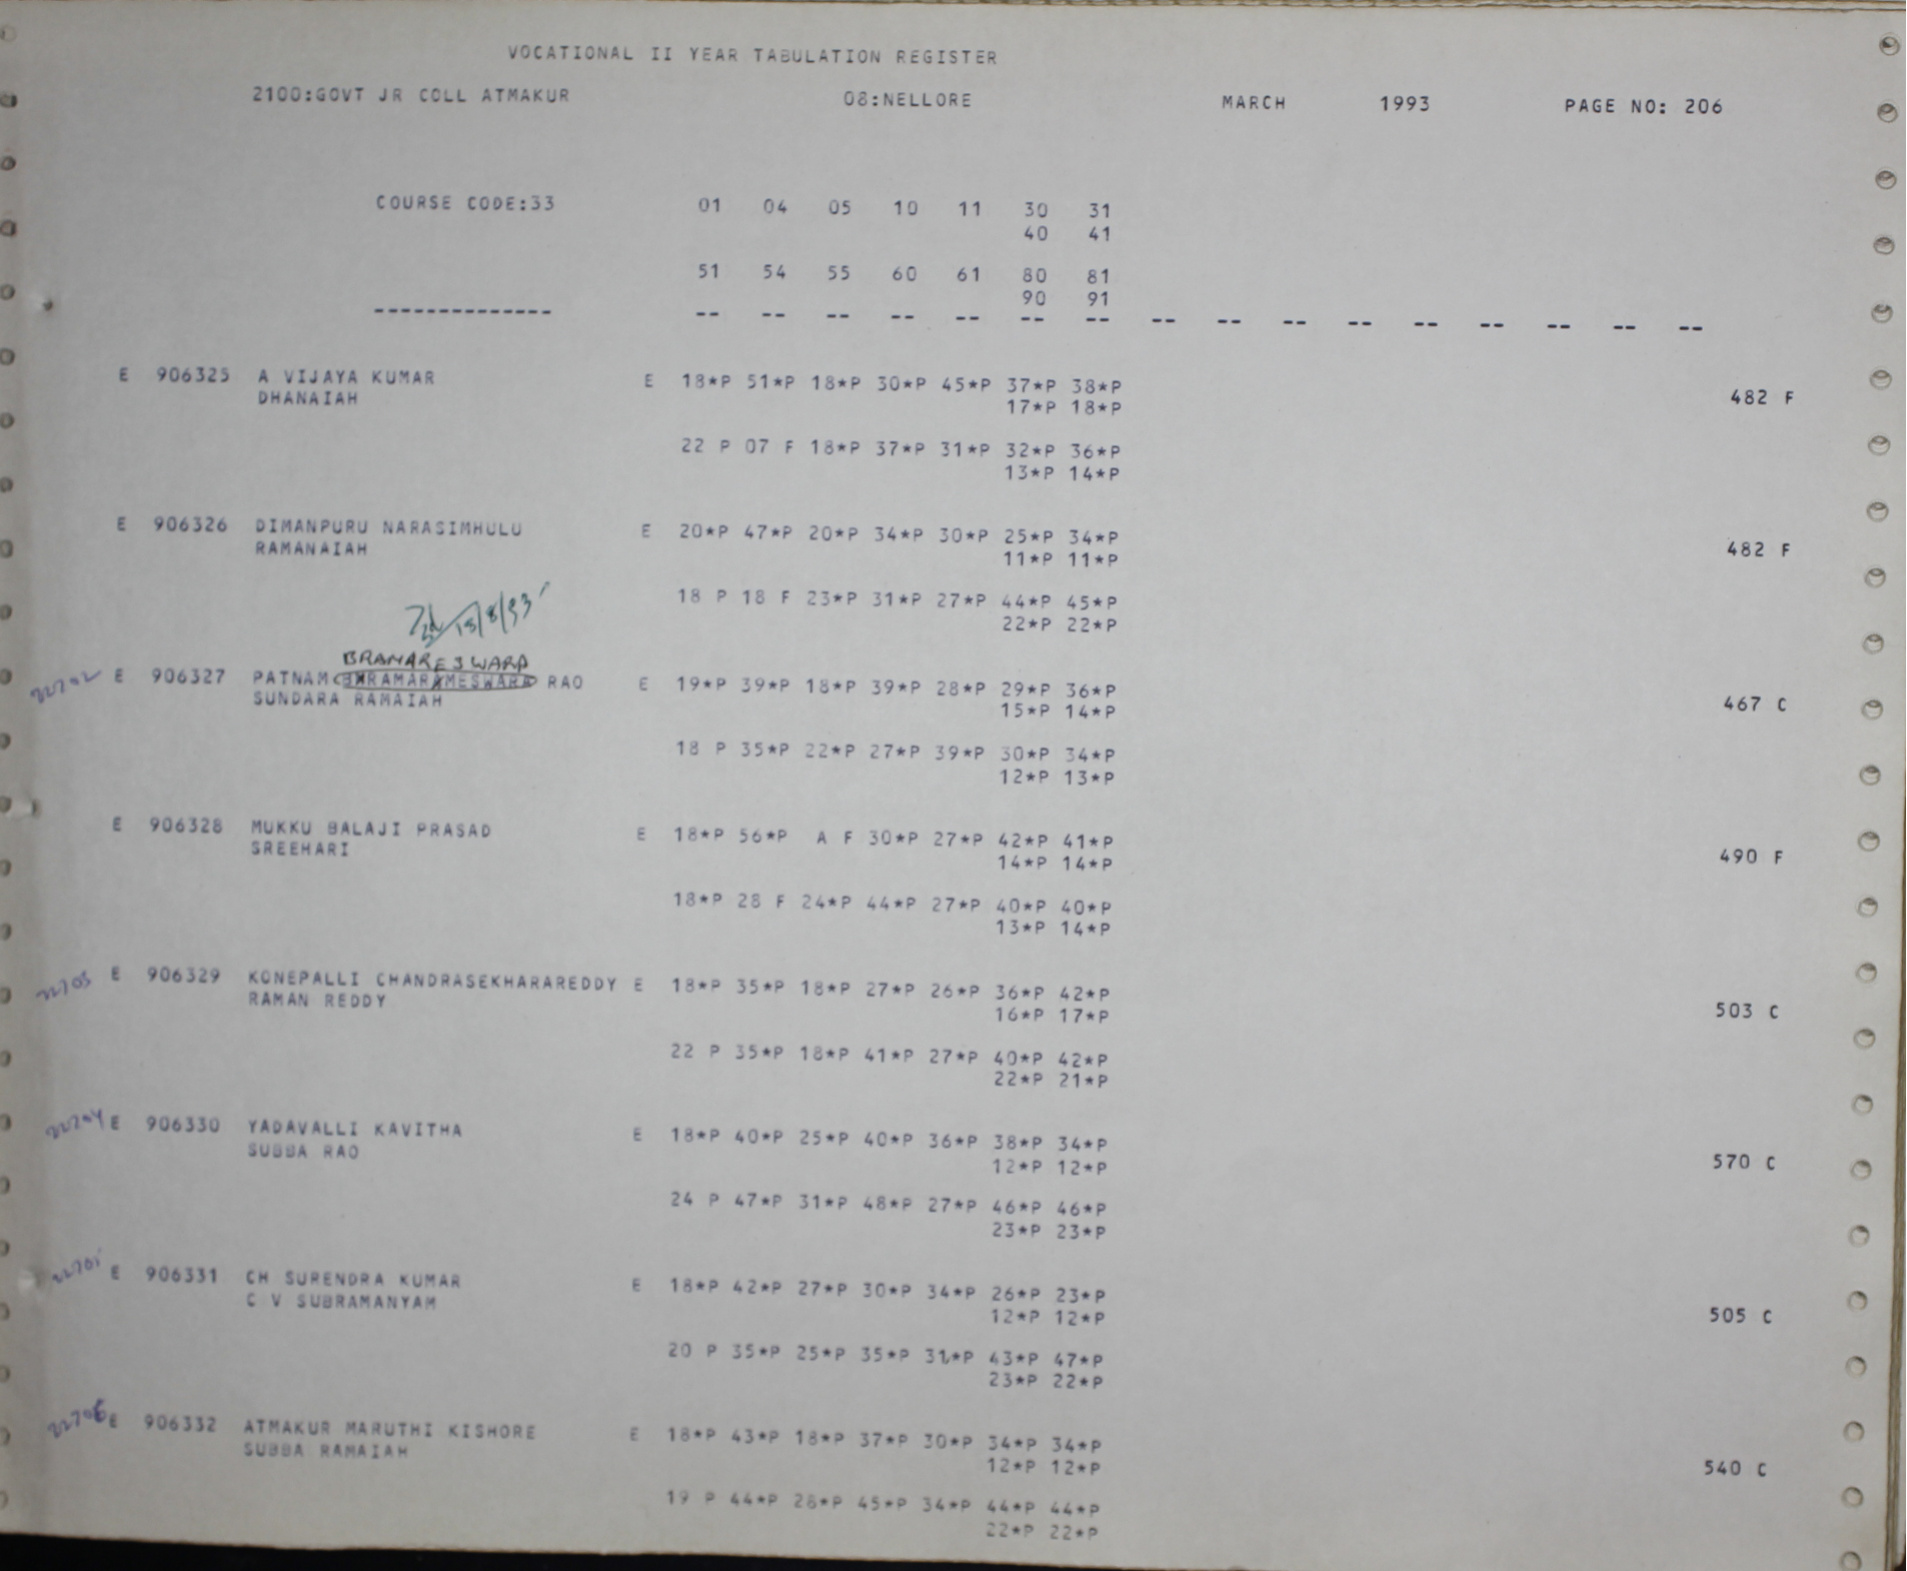 VOCATIONAL II YEAR TABULATION REGISTER
2100:GOVT JR COLL ATMAKUR 08:NELLORE MARCH 1993 PAGE NO: 206
COURSE CODE:33 01 04 05 10 11 30 31
40 41
51 54 55 60 61 80 81
90 91
-------------- -- -- -- -- -- -- -- -- -- -- -- -- -- -- -- --
E 906325 A VIJAYA KUMAR E 18*P 51*P 18*P 30*P 45*P 37*P 38*P
DHANAIAH 17*P 18*P 482 F
22 P 07 F 18*P 37*P 31*P 32*P 36*P
13*P 14*P
E 906326 DIMANPURU NARASIMHULU E 20*P 47*P 20*P 34*P 30*P 25*P 34*P
RAMANAIAH 11*P 11*P 482 F
18 P 18 F 23*P 31*P 27*P 44*P 45*P
22*P 22*P
18/8/93
BRAMARESWARA
22702 E 906327 PATNAM BHRAMARAMESWARA RAO E 19*P 39*P 18*P 39*P 28*P 29*P 36*P
SUNDARA RAMAIAH 15*P 14*P 467 C
18 P 35*P 22*P 27*P 39*P 30*P 34*P
12*P 13*P
E 906328 MUKKU BALAJI PRASAD E 18*P 56*P A F 30*P 27*P 42*P 41*P
SREEHARI 14*P 14*P 490 F
18*P 28 F 24*P 44*P 27*P 40*P 40*P
13*P 14*P
22703 E 906329 KONEPALLI CHANDRASEKHARAREDDY E 18*P 35*P 18*P 27*P 26*P 36*P 42*P
RAMAN REDDY 16*P 17*P 503 C
22 P 35*P 18*P 41*P 27*P 40*P 42*P
22*P 21*P
22704 E 906330 YADAVALLI KAVITHA E 18*P 40*P 25*P 40*P 36*P 38*P 34*P
SUBBA RAO 12*P 12*P 570 C
24 P 47*P 31*P 48*P 27*P 46*P 46*P
23*P 23*P
22705 E 906331 CH SURENDRA KUMAR E 18*P 42*P 27*P 30*P 34*P 26*P 23*P
C V SUBRAMANYAM 12*P 12*P 505 C
20 P 35*P 25*P 35*P 31*P 43*P 47*P
23*P 22*P
22706 E 906332 ATMAKUR MARUTHI KISHORE E 18*P 43*P 18*P 37*P 30*P 34*P 34*P
SUBBA RAMAIAH 12*P 12*P 540 C
19 P 44*P 28*P 45*P 34*P 44*P 44*P
22*P 22*P